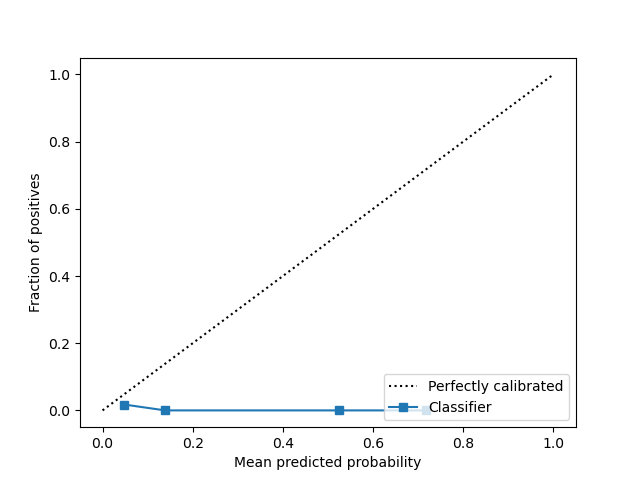 1.0
0.8
0.6
0.4
0.2
0.0
Fraction of positives
Perfectly calibrated
Classifier
0.0 0.2 0.4 0.6 0.8 1.0
Mean predicted probability